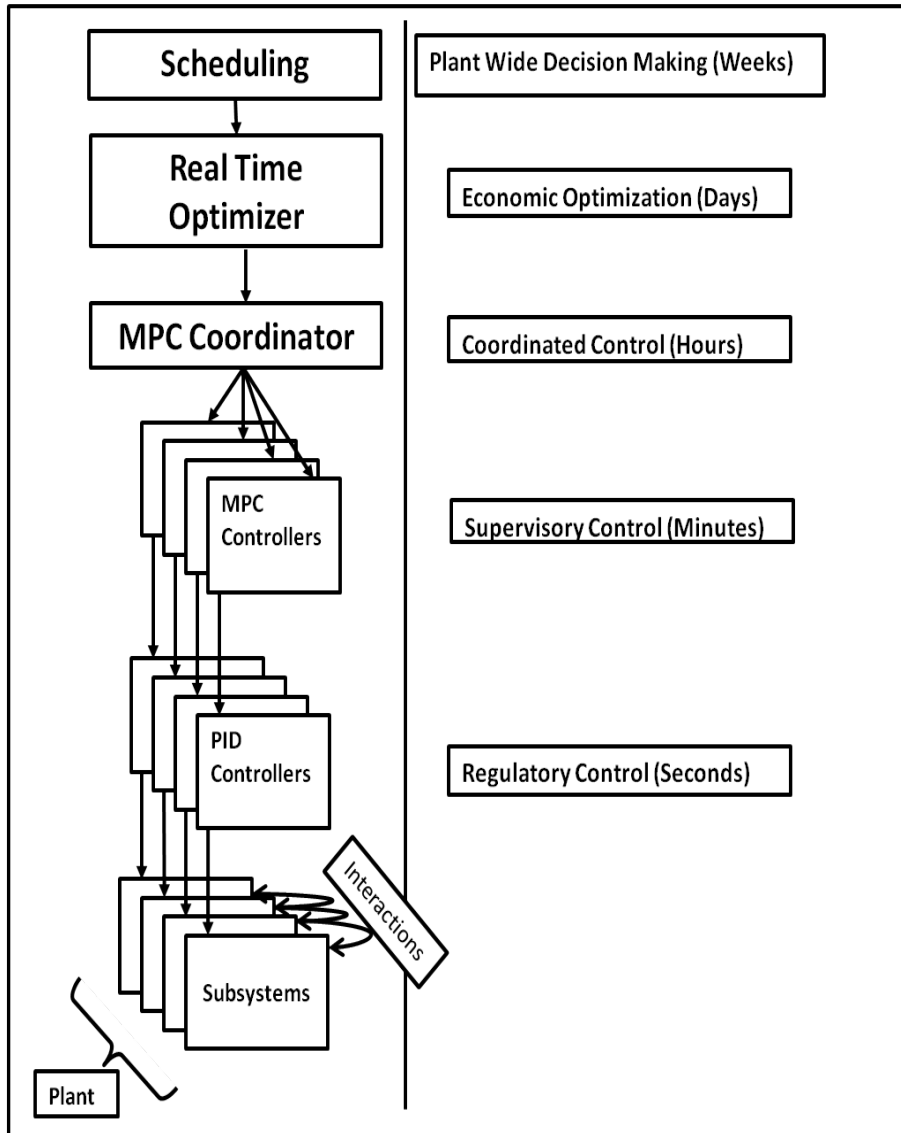 Scheduling
Plant Wide Decision Making (Weeks)
Real Time
Optimizer
Economic Optimization (Days)
MPC Coordinator
Coordinated Control (Hours)
MPC
Controllers
Supervisory Control (Minutes)
PID
Controllers
Regulatory Control (Seconds)
Interactions
Subsystems
Plant